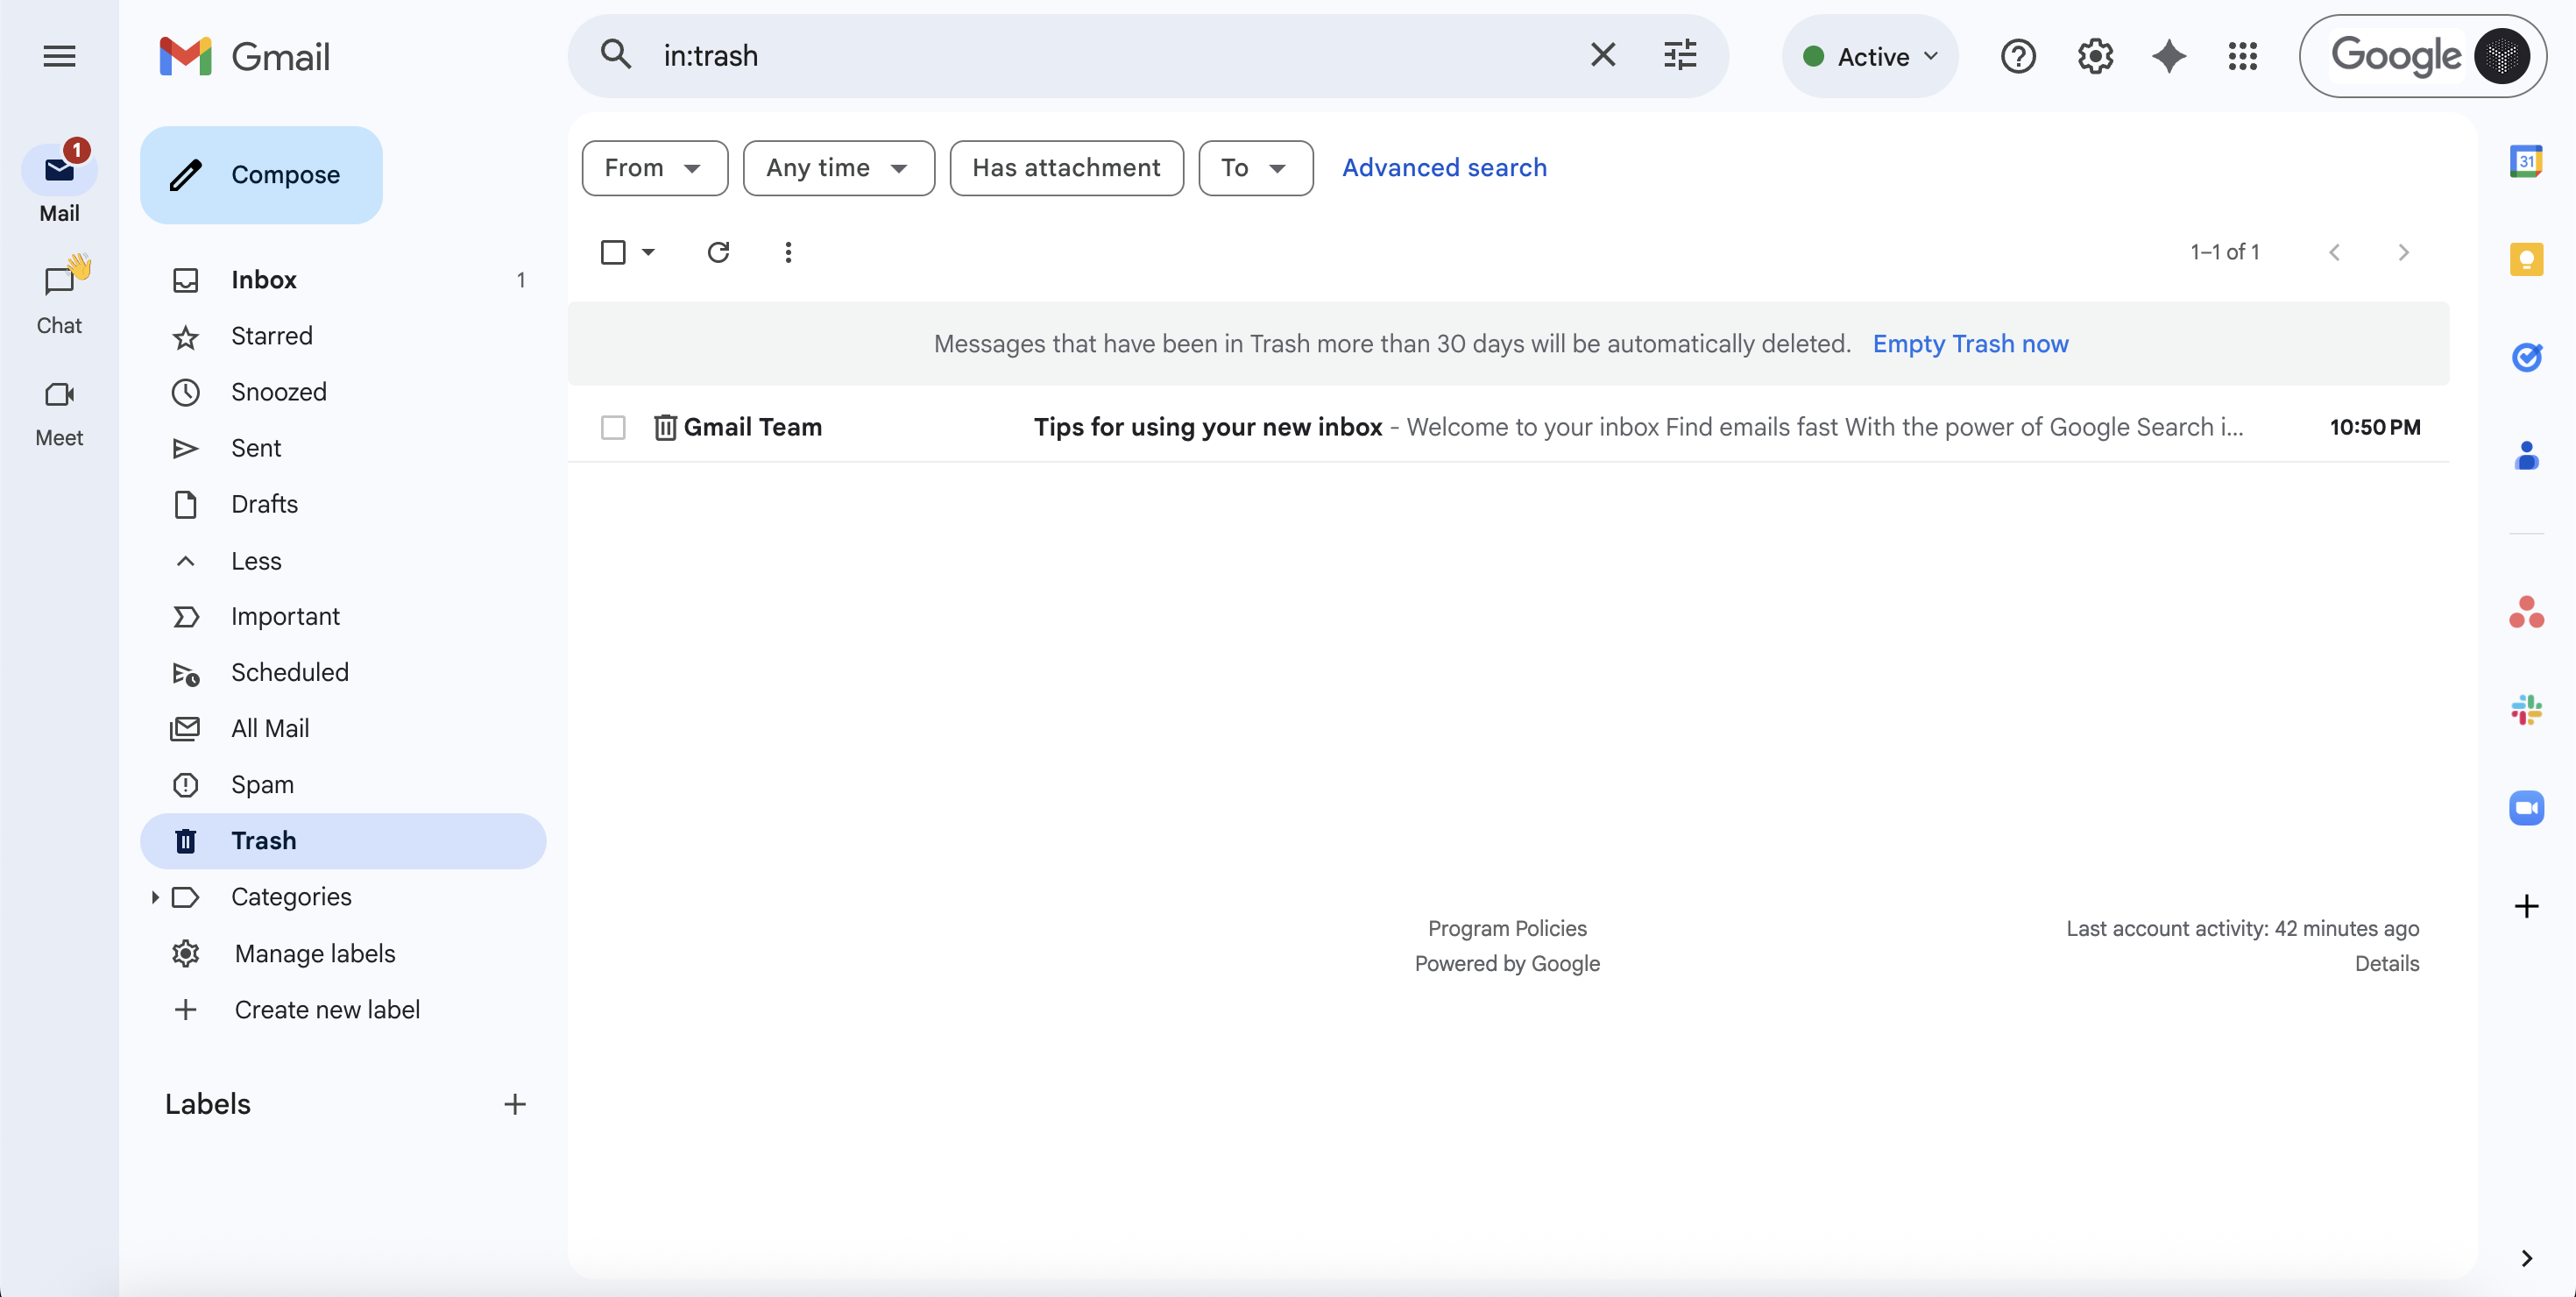 Gmail
in:trash
Active
Google
1
Mail
Chat
Meet
Compose
Inbox 1
Starred
Snoozed
Sent
Drafts
Less
Important
Scheduled
All Mail
Spam
Trash
Categories
Manage labels
Create new label
Labels
From Any time Has attachment To Advanced search
1–1 of 1
Messages that have been in Trash more than 30 days will be automatically deleted. Empty Trash now
Gmail Team Tips for using your new inbox - Welcome to your inbox Find emails fast With the power of Google Search i... 10:50 PM
Program Policies
Powered by Google
Last account activity: 42 minutes ago
Details
31